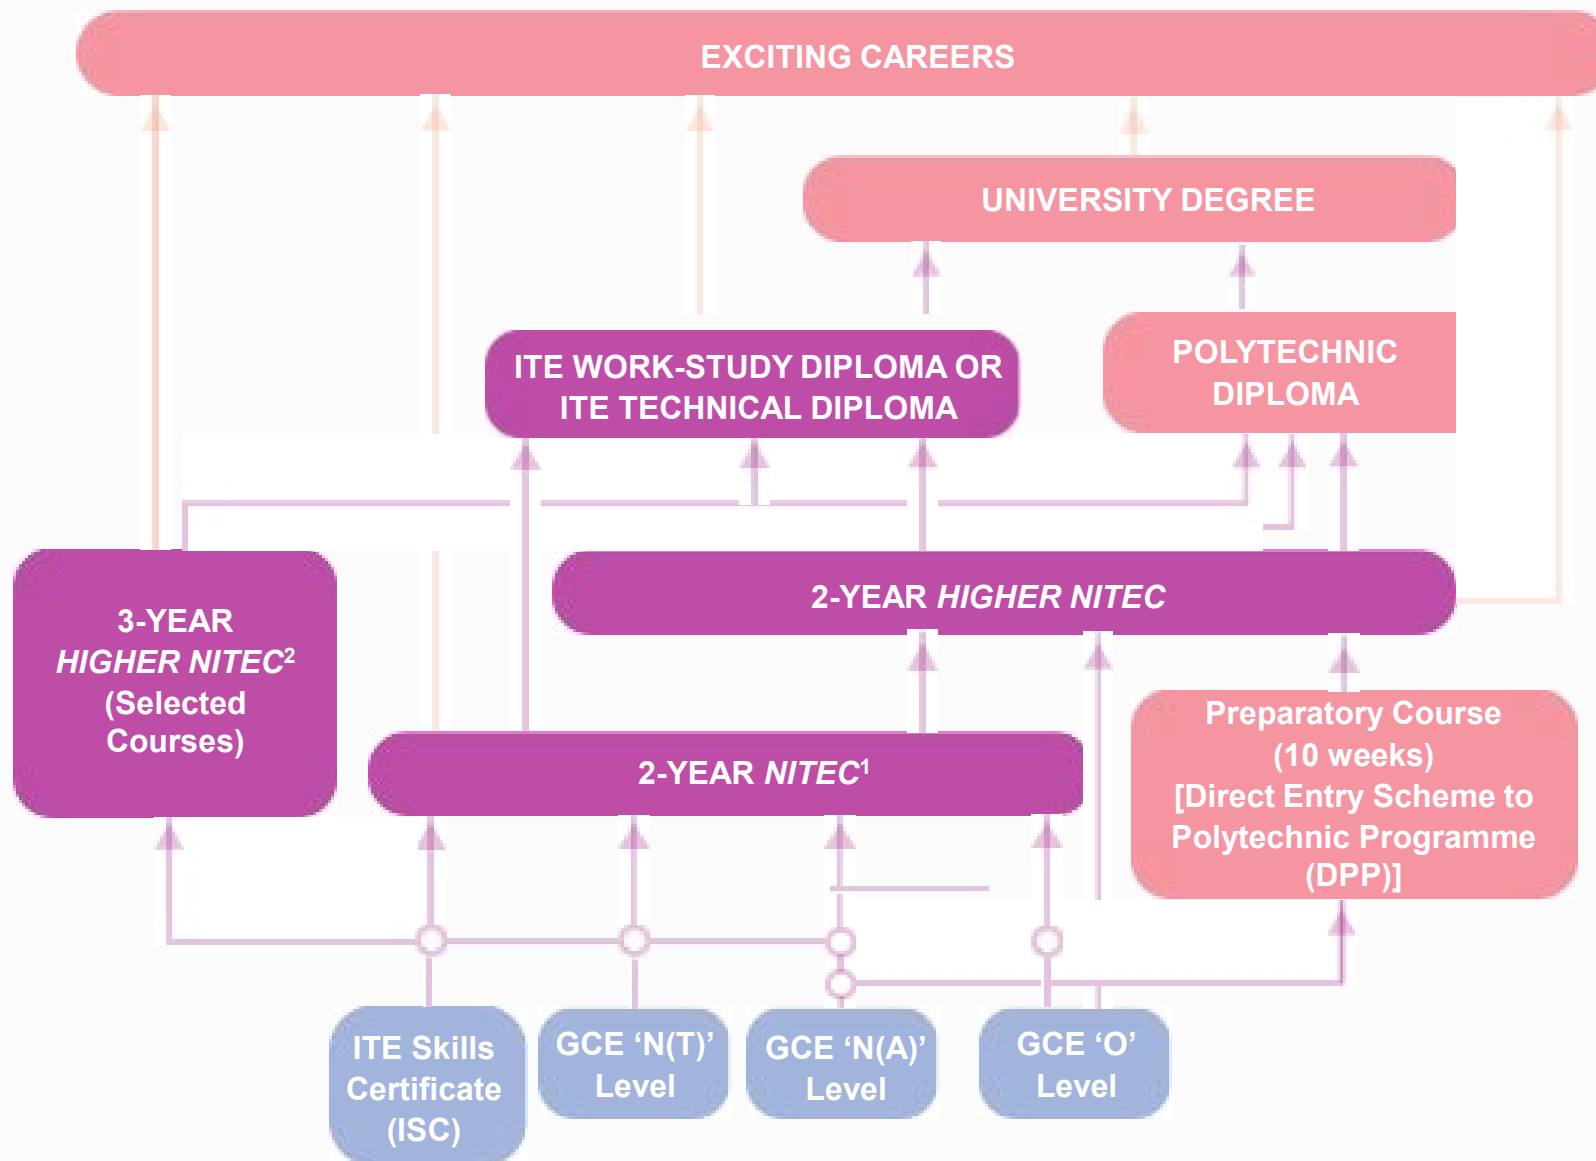 EXCITING CAREERS
UNIVERSITY DEGREE
ITE WORK-STUDY DIPLOMA OR
ITE TECHNICAL DIPLOMA
POLYTECHNIC
DIPLOMA
3-YEAR
HIGHER NITEC²
(Selected
Courses)
2-YEAR HIGHER NITEC
2-YEAR NITEC¹
Preparatory Course
(10 weeks)
[Direct Entry Scheme to
Polytechnic Programme
(DPP)]
ITE Skills
Certificate
(ISC)
GCE ‘N(T)’
Level
GCE ‘N(A)’
Level
GCE ‘O’
Level